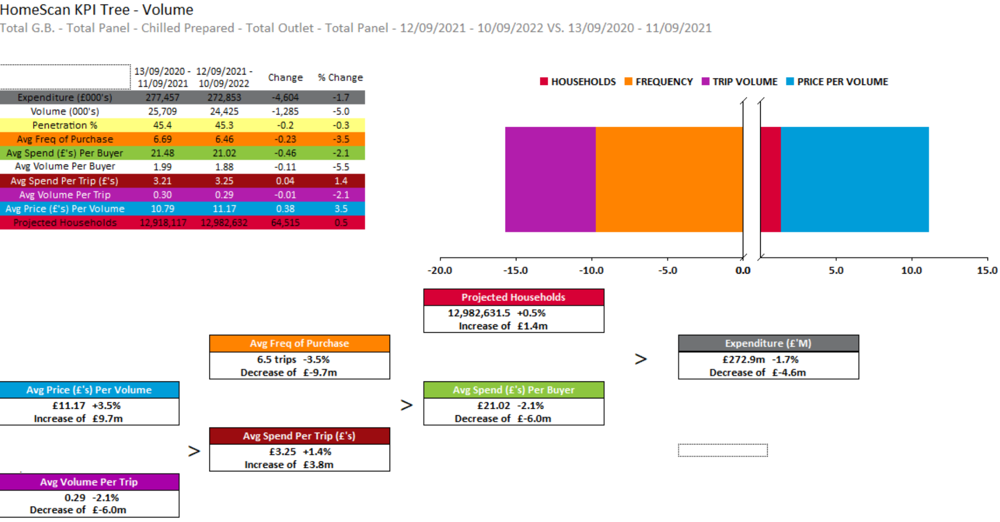 HomeScan KPI Tree - Volume
Total G.B. - Total Panel - Chilled Prepared - Total Outlet - Total Panel - 12/09/2021 - 10/09/2022 VS. 13/09/2020 - 11/09/2021
13/09/2020 - 11/09/2021 12/09/2021 - 10/09/2022 Change % Change
Expenditure (£000's) 277,457 272,853 -4,604 -1.7
Volume (000's) 25,709 24,425 -1,285 -5.0
Penetration % 45.4 45.3 -0.2 -0.3
Avg Freq of Purchase 6.69 6.46 -0.23 -3.5
Avg Spend (£'s) Per Buyer 21.48 21.02 -0.46 -2.1
Avg Volume Per Buyer 1.99 1.88 -0.11 -5.5
Avg Spend Per Trip (£'s) 3.21 3.25 0.04 1.4
Avg Volume Per Trip 0.30 0.29 -0.01 -2.1
Avg Price (£'s) Per Volume 10.79 11.17 0.38 3.5
Projected Households 12,918,117 12,982,632 64,515 0.5
HOUSEHOLDS FREQUENCY TRIP VOLUME PRICE PER VOLUME
-20.0 -15.0 -10.0 -5.0 0.0 5.0 10.0 15.0
Projected Households
12,982,631.5 +0.5%
Increase of £1.4m
Avg Freq of Purchase
6.5 trips -3.5%
Decrease of £-9.7m
>
Expenditure (£'M)
£272.9m -1.7%
Decrease of £-4.6m
Avg Price (£'s) Per Volume
£11.17 +3.5%
Increase of £9.7m
>
Avg Spend (£'s) Per Buyer
£21.02 -2.1%
Decrease of £-6.0m
>
Avg Spend Per Trip (£'s)
£3.25 +1.4%
Increase of £3.8m
Avg Volume Per Trip
0.29 -2.1%
Decrease of £-6.0m